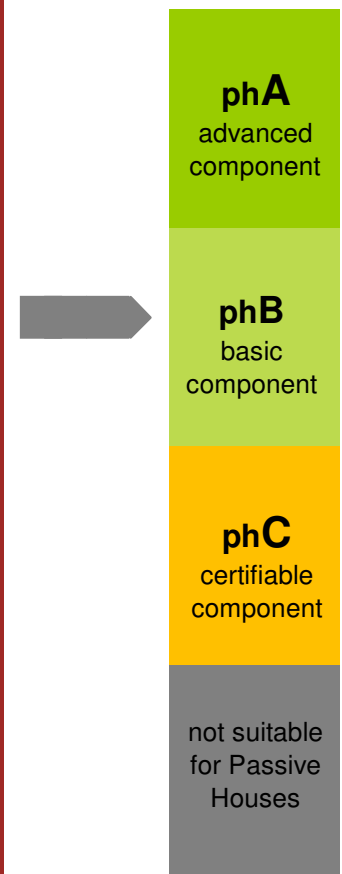 phA
advanced
component
phB
basic
component
phC
certifiable
component
not suitable
for Passive
Houses